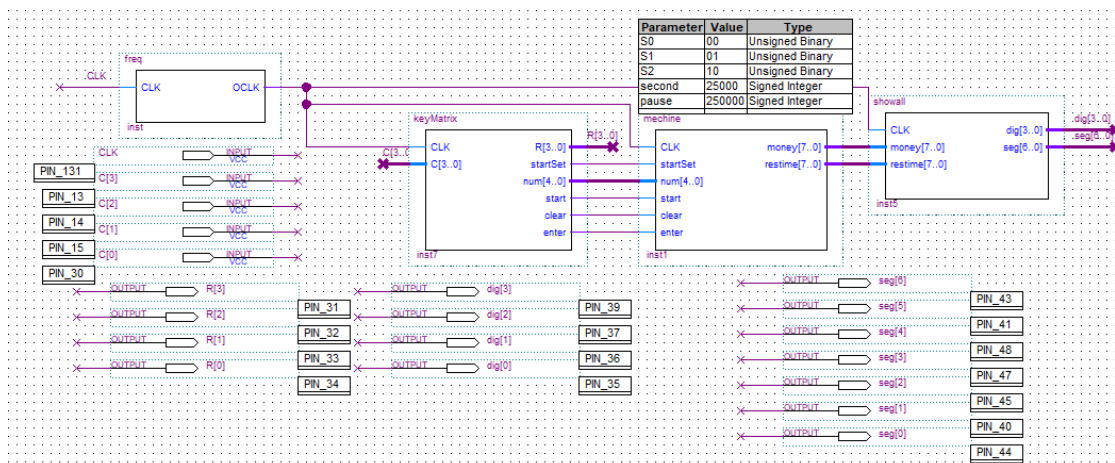 Parameter Value Type
S0 00 Unsigned Binary
S1 01 Unsigned Binary
S2 10 Unsigned Binary
second 25000 Signed Integer
pause 250000 Signed Integer
freq
CLK
CLK OCLK
inst
keyMatrix
C[3..0]
R[3..0]
CLK R[3..0]
C[3..0] startSet
num[4..0]
start
clear
enter
inst7
mechine
CLK money[7..0]
startSet restime[7..0]
num[4..0]
start
clear
enter
inst1
showall
CLK dig[3..0]
money[7..0] seg[6..0]
restime[7..0]
inst5
dig[3..0]
seg[6..0]
CLK INPUT VCC
PIN_131
C[3] INPUT VCC
PIN_13
C[2] INPUT VCC
PIN_14
C[1] INPUT VCC
PIN_15
C[0] INPUT VCC
PIN_30
OUTPUT R[3]
PIN_31
OUTPUT R[2]
PIN_32
OUTPUT R[1]
PIN_33
OUTPUT R[0]
PIN_34
OUTPUT dig[3]
PIN_39
OUTPUT dig[2]
PIN_37
OUTPUT dig[1]
PIN_36
OUTPUT dig[0]
PIN_35
OUTPUT seg[6]
PIN_43
OUTPUT seg[5]
PIN_41
OUTPUT seg[4]
PIN_48
OUTPUT seg[3]
PIN_47
OUTPUT seg[2]
PIN_45
OUTPUT seg[1]
PIN_40
OUTPUT seg[0]
PIN_44